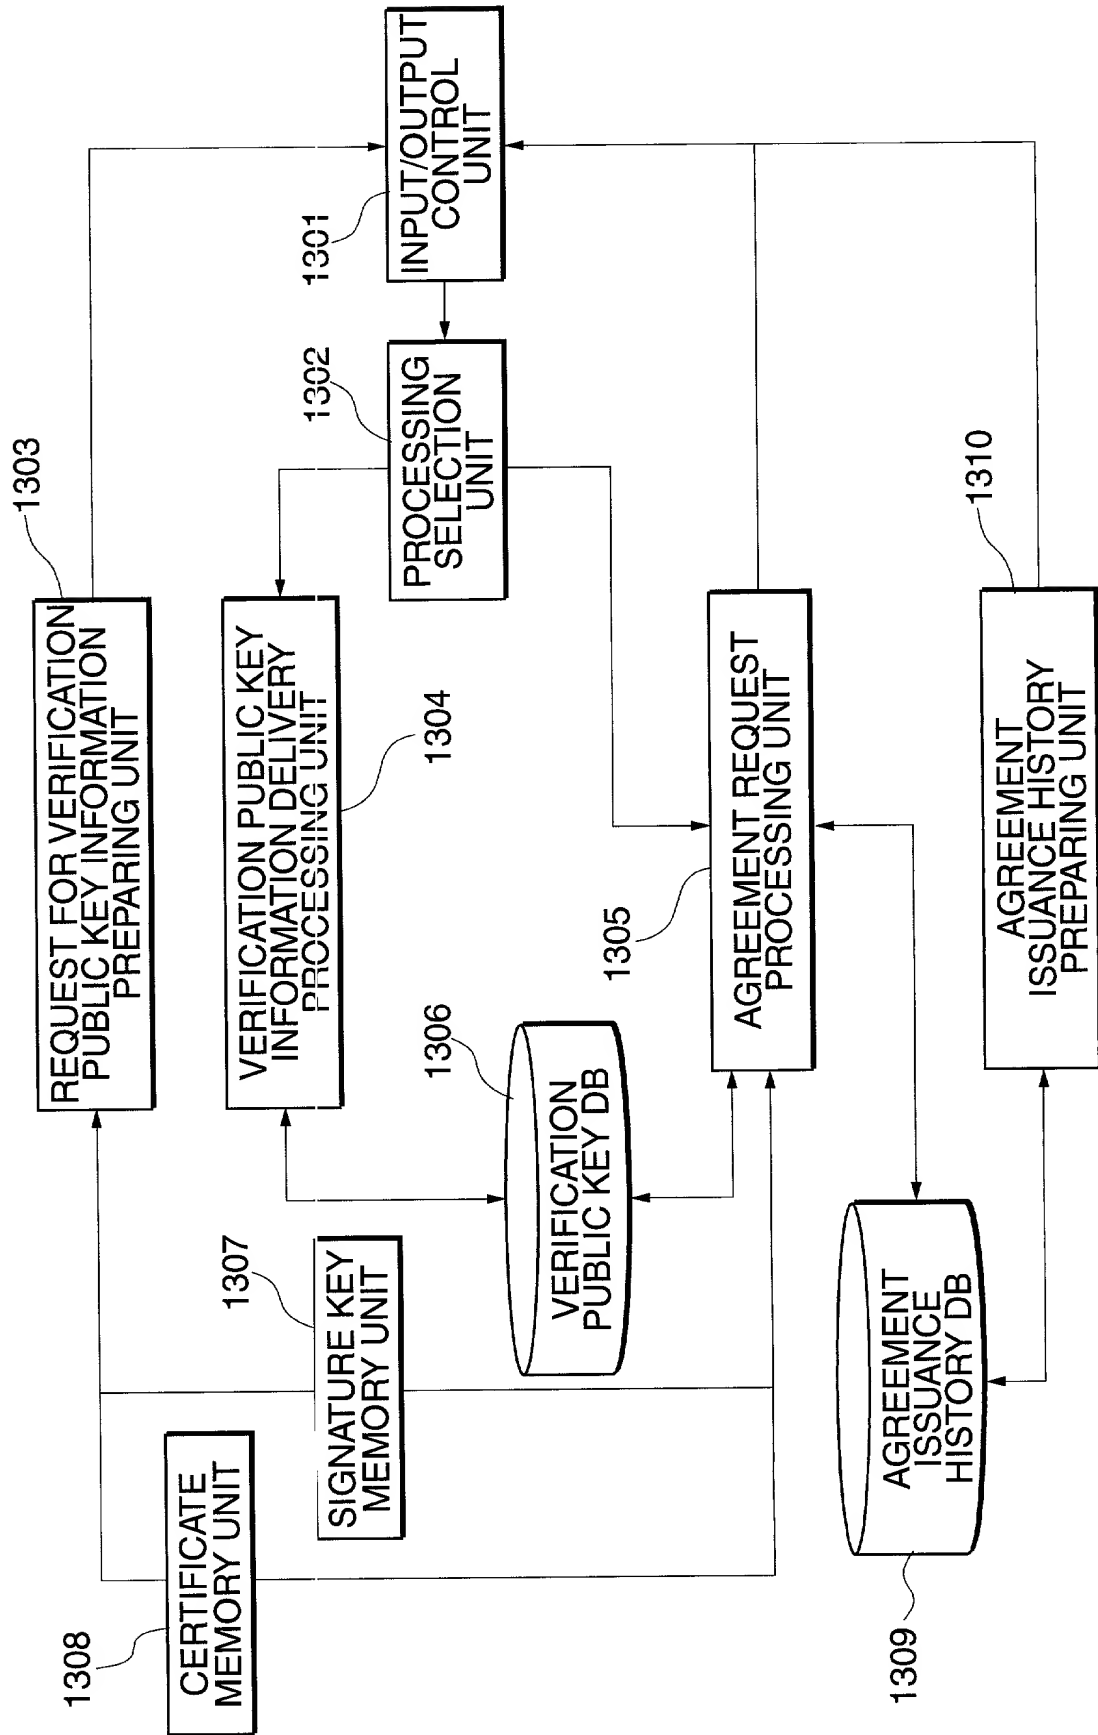 1308
CERTIFICATE
MEMORY UNIT
1307
SIGNATURE KEY
MEMORY UNIT
1303
REQUEST FOR VERIFICATION
PUBLIC KEY INFORMATION
PREPARING UNIT
VERIFICATION PUBLIC KEY
INFORMATION DELIVERY
PROCESSING UNIT
1304
1306
VERIFICATION
PUBLIC KEY DB
1302
PROCESSING
SELECTION
UNIT
1301
INPUT/OUTPUT
CONTROL
UNIT
1305
AGREEMENT REQUEST
PROCESSING UNIT
1309
AGREEMENT
ISSUANCE
HISTORY DB
1310
AGREEMENT
ISSUANCE HISTORY
PREPARING UNIT